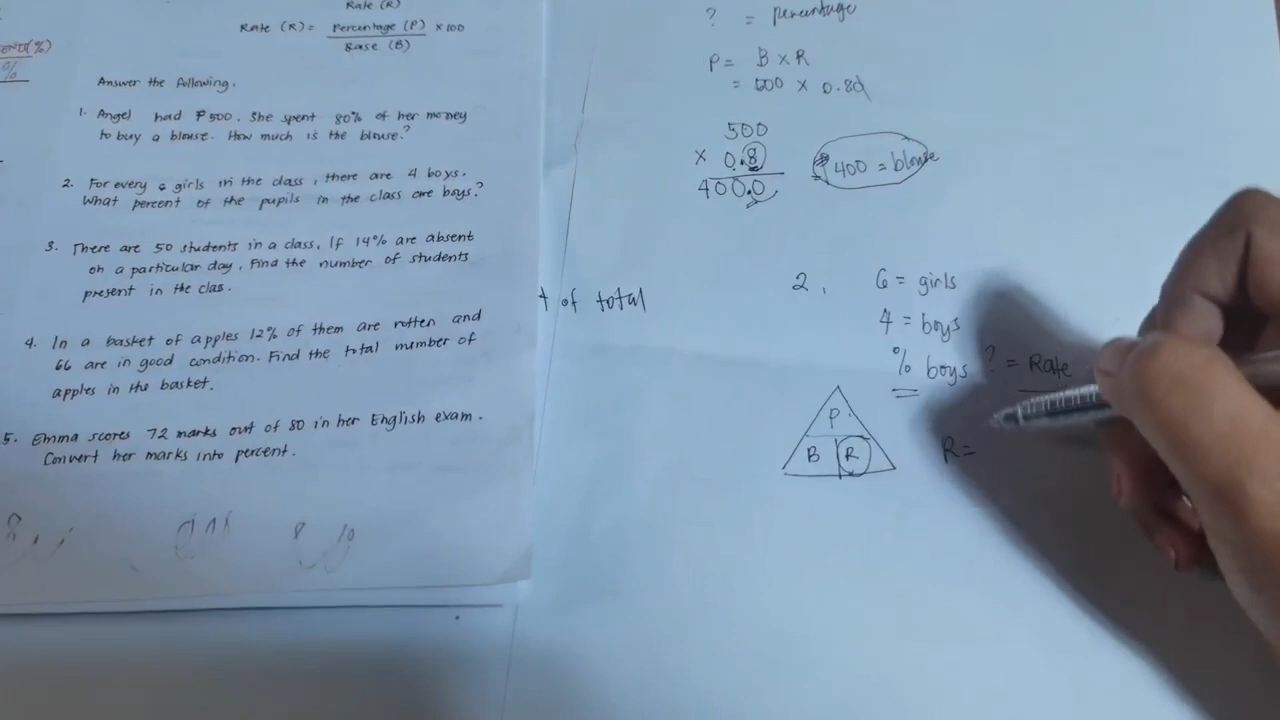 Rate (R)
Rate (R) = Percentage (P) × 100
Base (B)
%
Answer the following.
1. Angel had ₱500. She spent 80% of her money
to buy a blouse. How much is the blouse?
2. For every 6 girls in the class, there are 4 boys.
What percent of the pupils in the class are boys?
3. There are 50 students in a class, If 14% are absent
on a particular day, Find the number of students
present in the clas.
4. In a basket of apples 12% of them are rotten and
66 are in good condition. Find the total number of
apples in the basket.
5. Emma scores 72 marks out of 80 in her English exam.
Convert her marks into percent.
of total
? = percentage
P = B × R
= 500 × 0.80
500
× 0.8
400.0
₱400 = blouse
2. 6 = girls
4 = boys
% boys ? = Rate
P
B R
R =